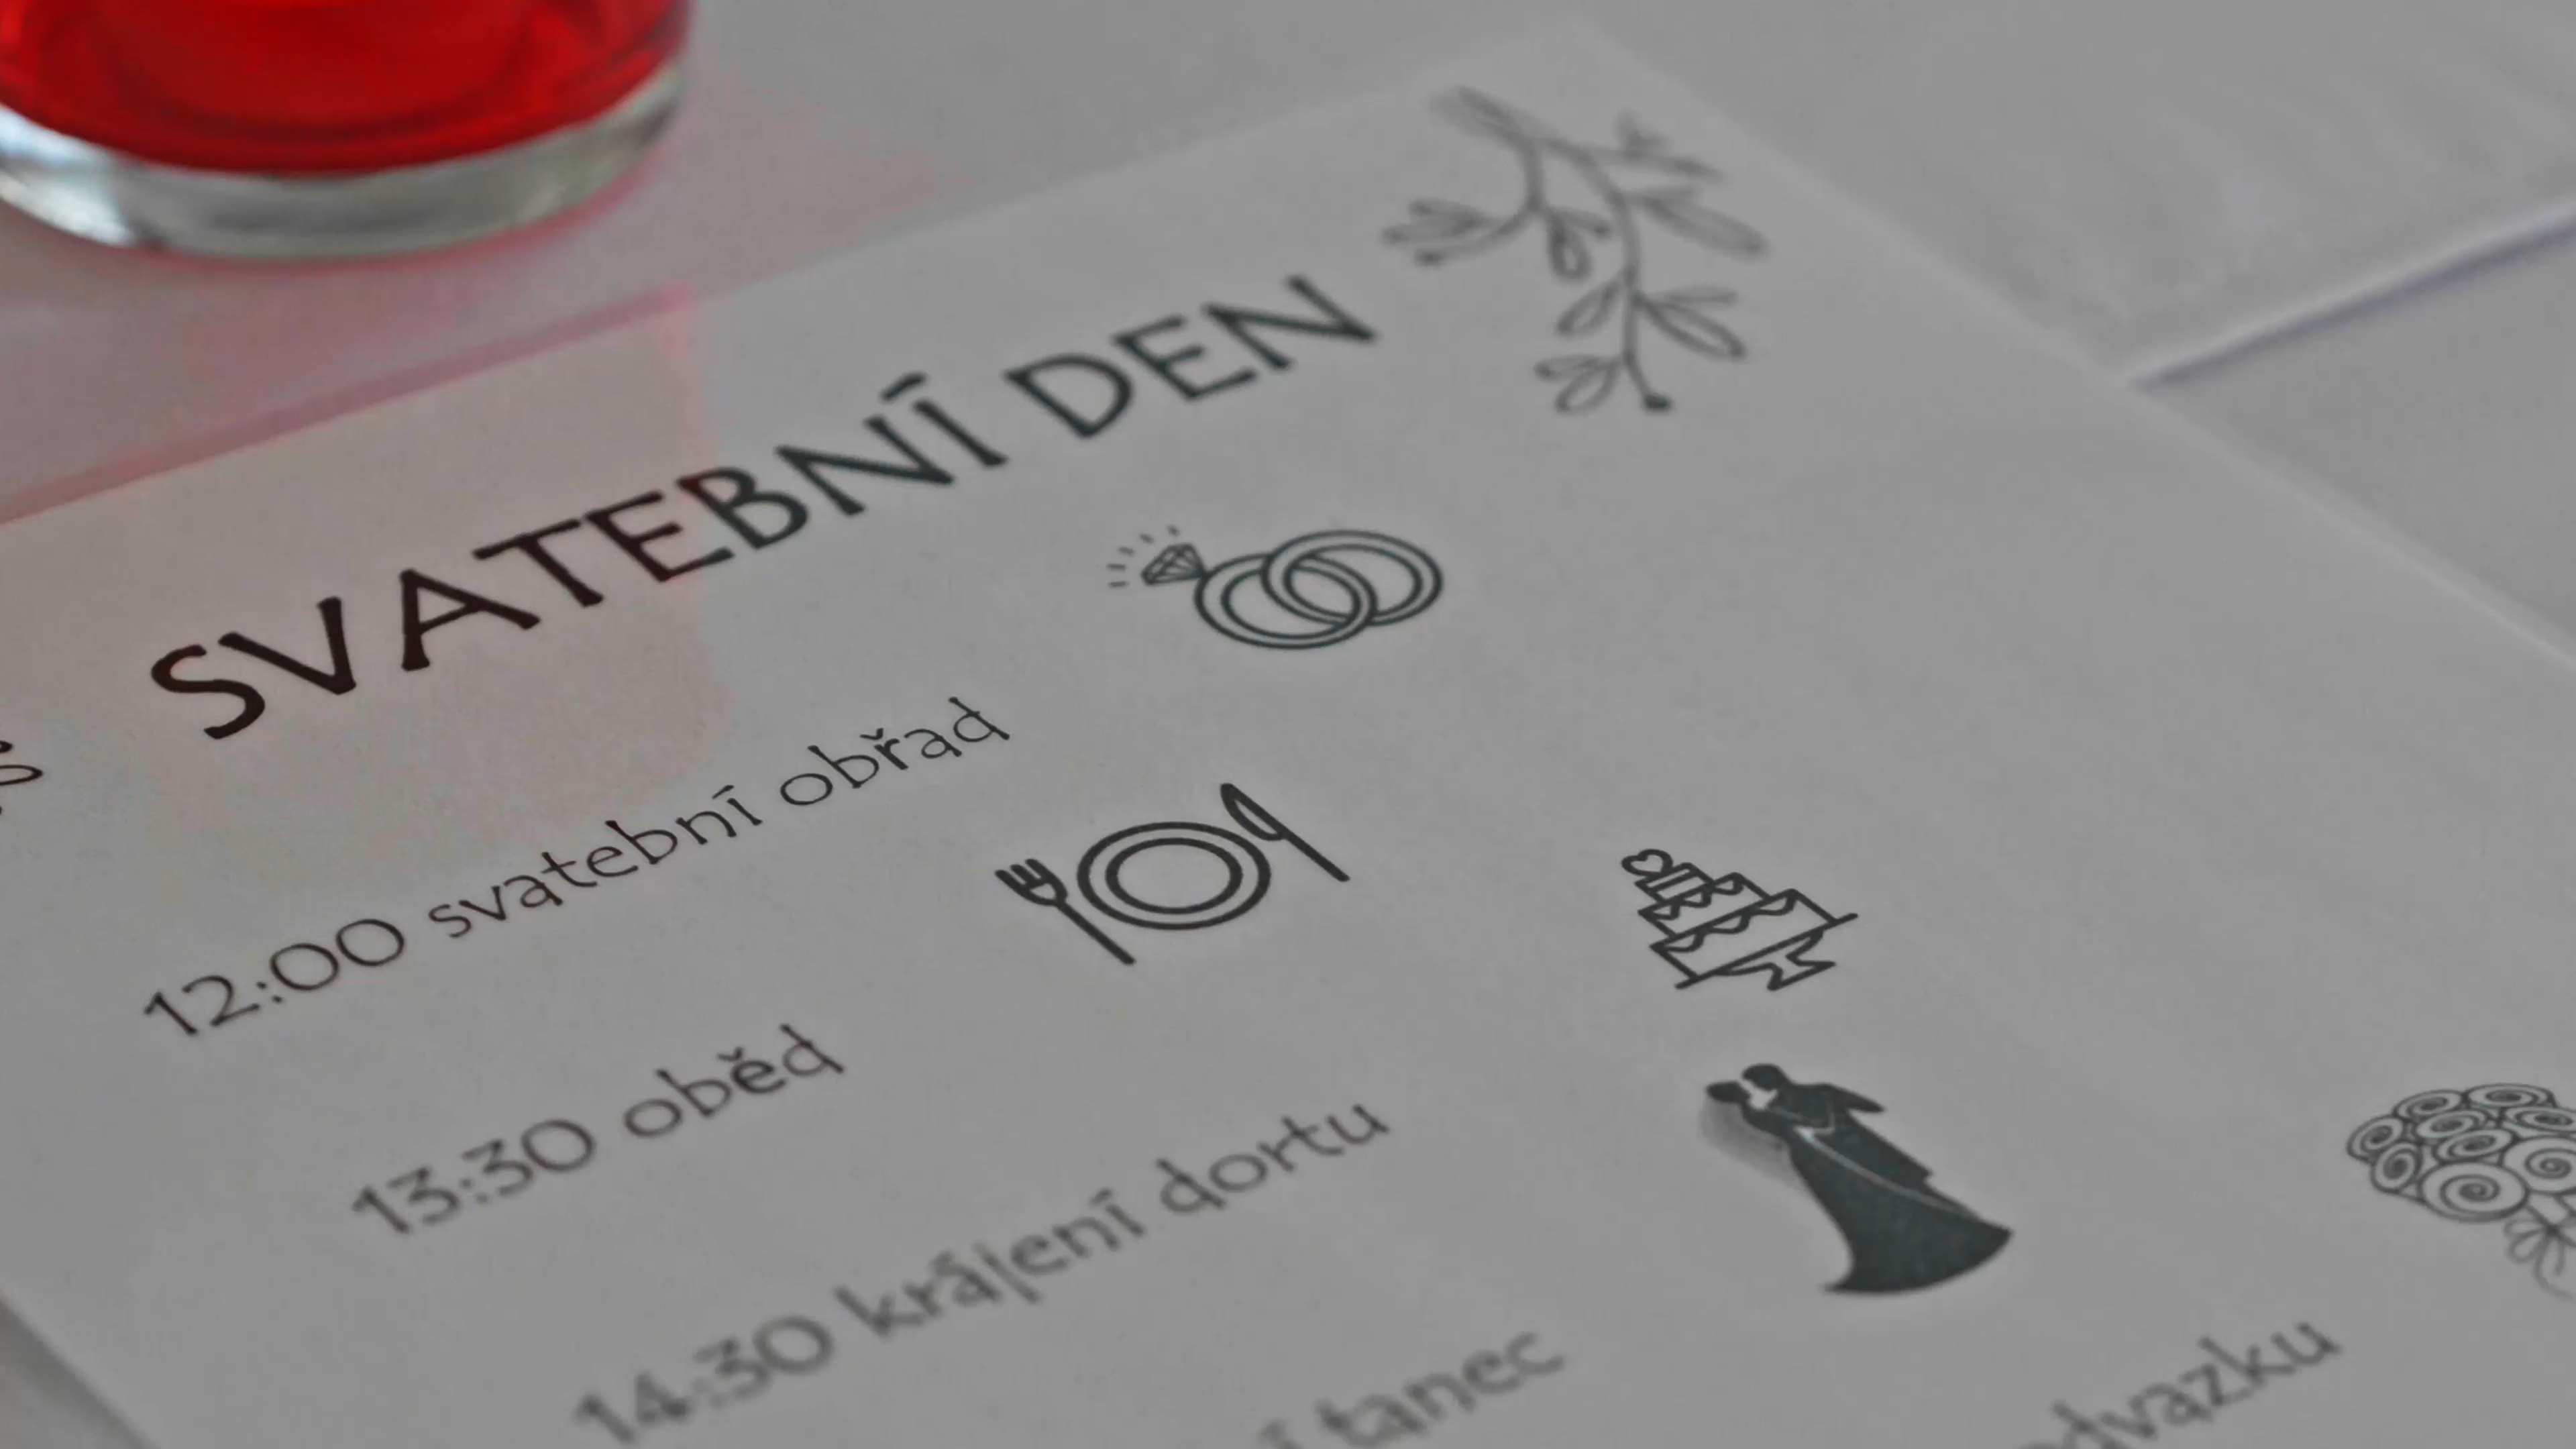 SVATEBNÍ DEN
12:00 svatební obřad
13:30 oběd
14:30 krájení dortu
tanec